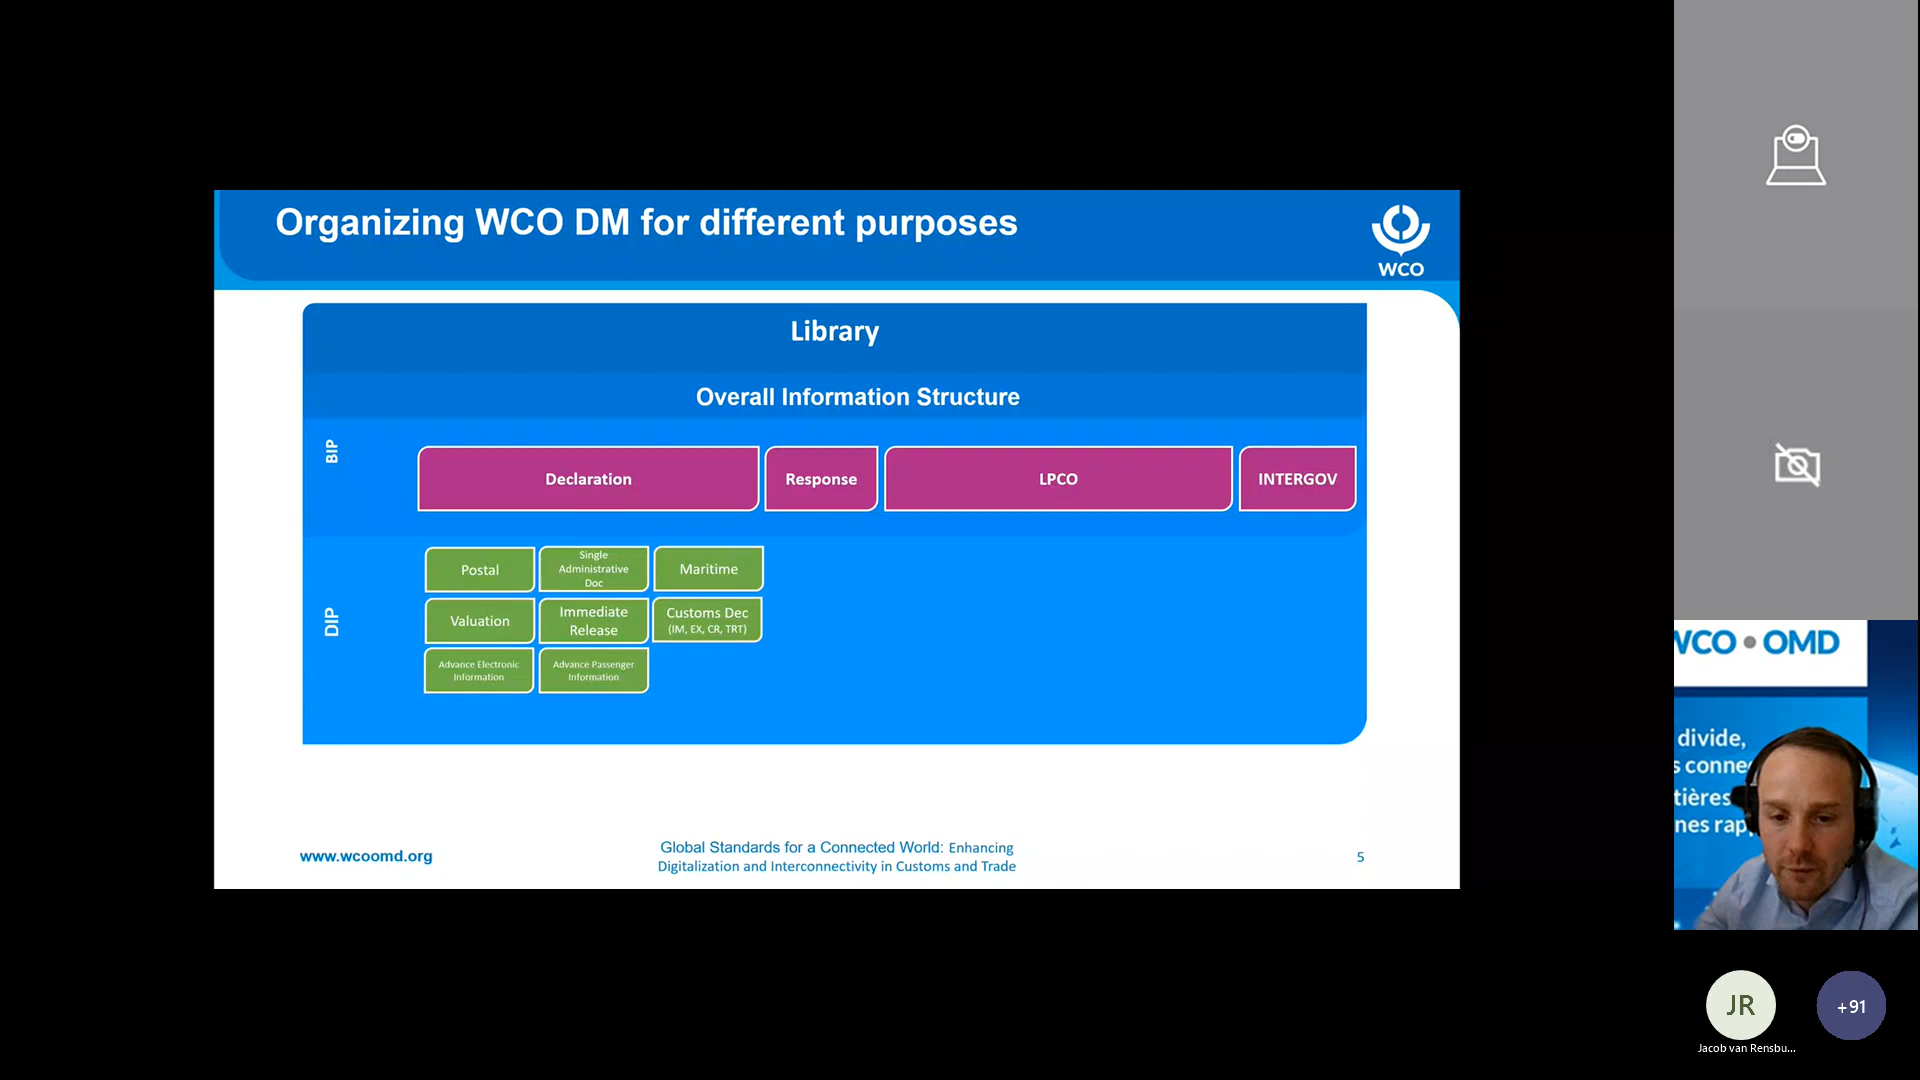 Organizing WCO DM for different purposes
WCO
Library
Overall Information Structure
BIP
Declaration
Response
LPCO
INTERGOV
DIP
Postal
Single
Administrative
Doc
Maritime
Valuation
Immediate
Release
Customs Dec
(IM, EX, CR, TRT)
Advance Electronic
Information
Advance Passenger
Information
www.wcoomd.org
Global Standards for a Connected World: Enhancing
Digitalization and Interconnectivity in Customs and Trade
5
WCO • OMD
divide,
s conne
tières
nes rap
JR
+91
Jacob van Rensbu...